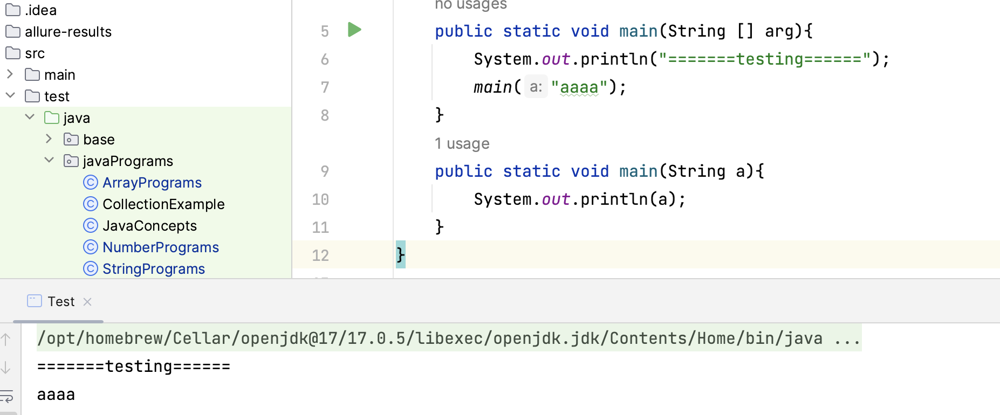 .idea
allure-results
src
main
test
java
base
javaPrograms
ArrayPrograms
CollectionExample
JavaConcepts
NumberPrograms
StringPrograms
no usages
5 public static void main(String [] arg){
6 System.out.println("=======testing======");
7 main( a: "aaaa");
8 }
1 usage
9 public static void main(String a){
10 System.out.println(a);
11 }
12 }
Test
/opt/homebrew/Cellar/openjdk@17/17.0.5/libexec/openjdk.jdk/Contents/Home/bin/java ...
=======testing======
aaaa